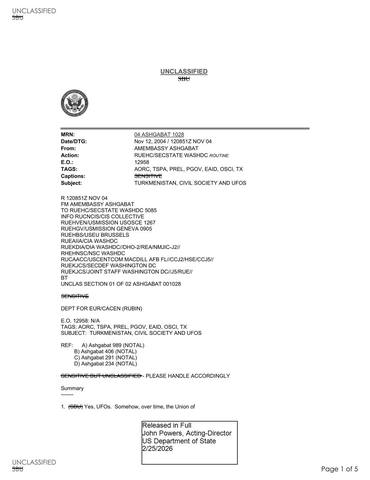 UNCLASSIFIED
SBU
UNCLASSIFIED
SBU
MRN: 04 ASHGABAT 1028
Date/DTG: Nov 12, 2004 / 120851Z NOV 04
From: AMEMBASSY ASHGABAT
Action: RUEHC/SECSTATE WASHDC ROUTINE
E.O.: 12958
TAGS: AORC, TSPA, PREL, PGOV, EAID, OSCI, TX
Captions: SENSITIVE
Subject: TURKMENISTAN, CIVIL SOCIETY AND UFOS
R 120851Z NOV 04
FM AMEMBASSY ASHGABAT
TO RUEHC/SECSTATE WASHDC 5085
INFO RUCNCIS/CIS COLLECTIVE
RUEHVEN/USMISSION USOSCE 1267
RUEHGV/USMISSION GENEVA 0905
RUEHBS/USEU BRUSSELS
RUEAIIA/CIA WASHDC
RUEKDIA/DIA WASHDC//DHO-2/REA/NMJIC-J2//
RHEHNSC/NSC WASHDC
RUCAACC/USCENTCOM MACDILL AFB FL//CCJ2/HSE/CCJ5//
RUEKJCS/SECDEF WASHINGTON DC
RUEKJCS/JOINT STAFF WASHINGTON DC//J5/RUE//
BT
UNCLAS SECTION 01 OF 02 ASHGABAT 001028
SENSITIVE
DEPT FOR EUR/CACEN (RUBIN)
E.O. 12958: N/A
TAGS: AORC, TSPA, PREL, PGOV, EAID, OSCI, TX
SUBJECT: TURKMENISTAN, CIVIL SOCIETY AND UFOS
REF: A) Ashgabat 989 (NOTAL)
B) Ashgabat 406 (NOTAL)
C) Ashgabat 291 (NOTAL)
D) Ashgabat 234 (NOTAL)
SENSITIVE BUT UNCLASSIFIED - PLEASE HANDLE ACCORDINGLY
Summary
-------
1. (SBU) Yes, UFOs. Somehow, over time, the Union of
Released in Full
John Powers, Acting-Director
US Department of State
2/25/2026
UNCLASSIFIED
SBU
Page 1 of 5